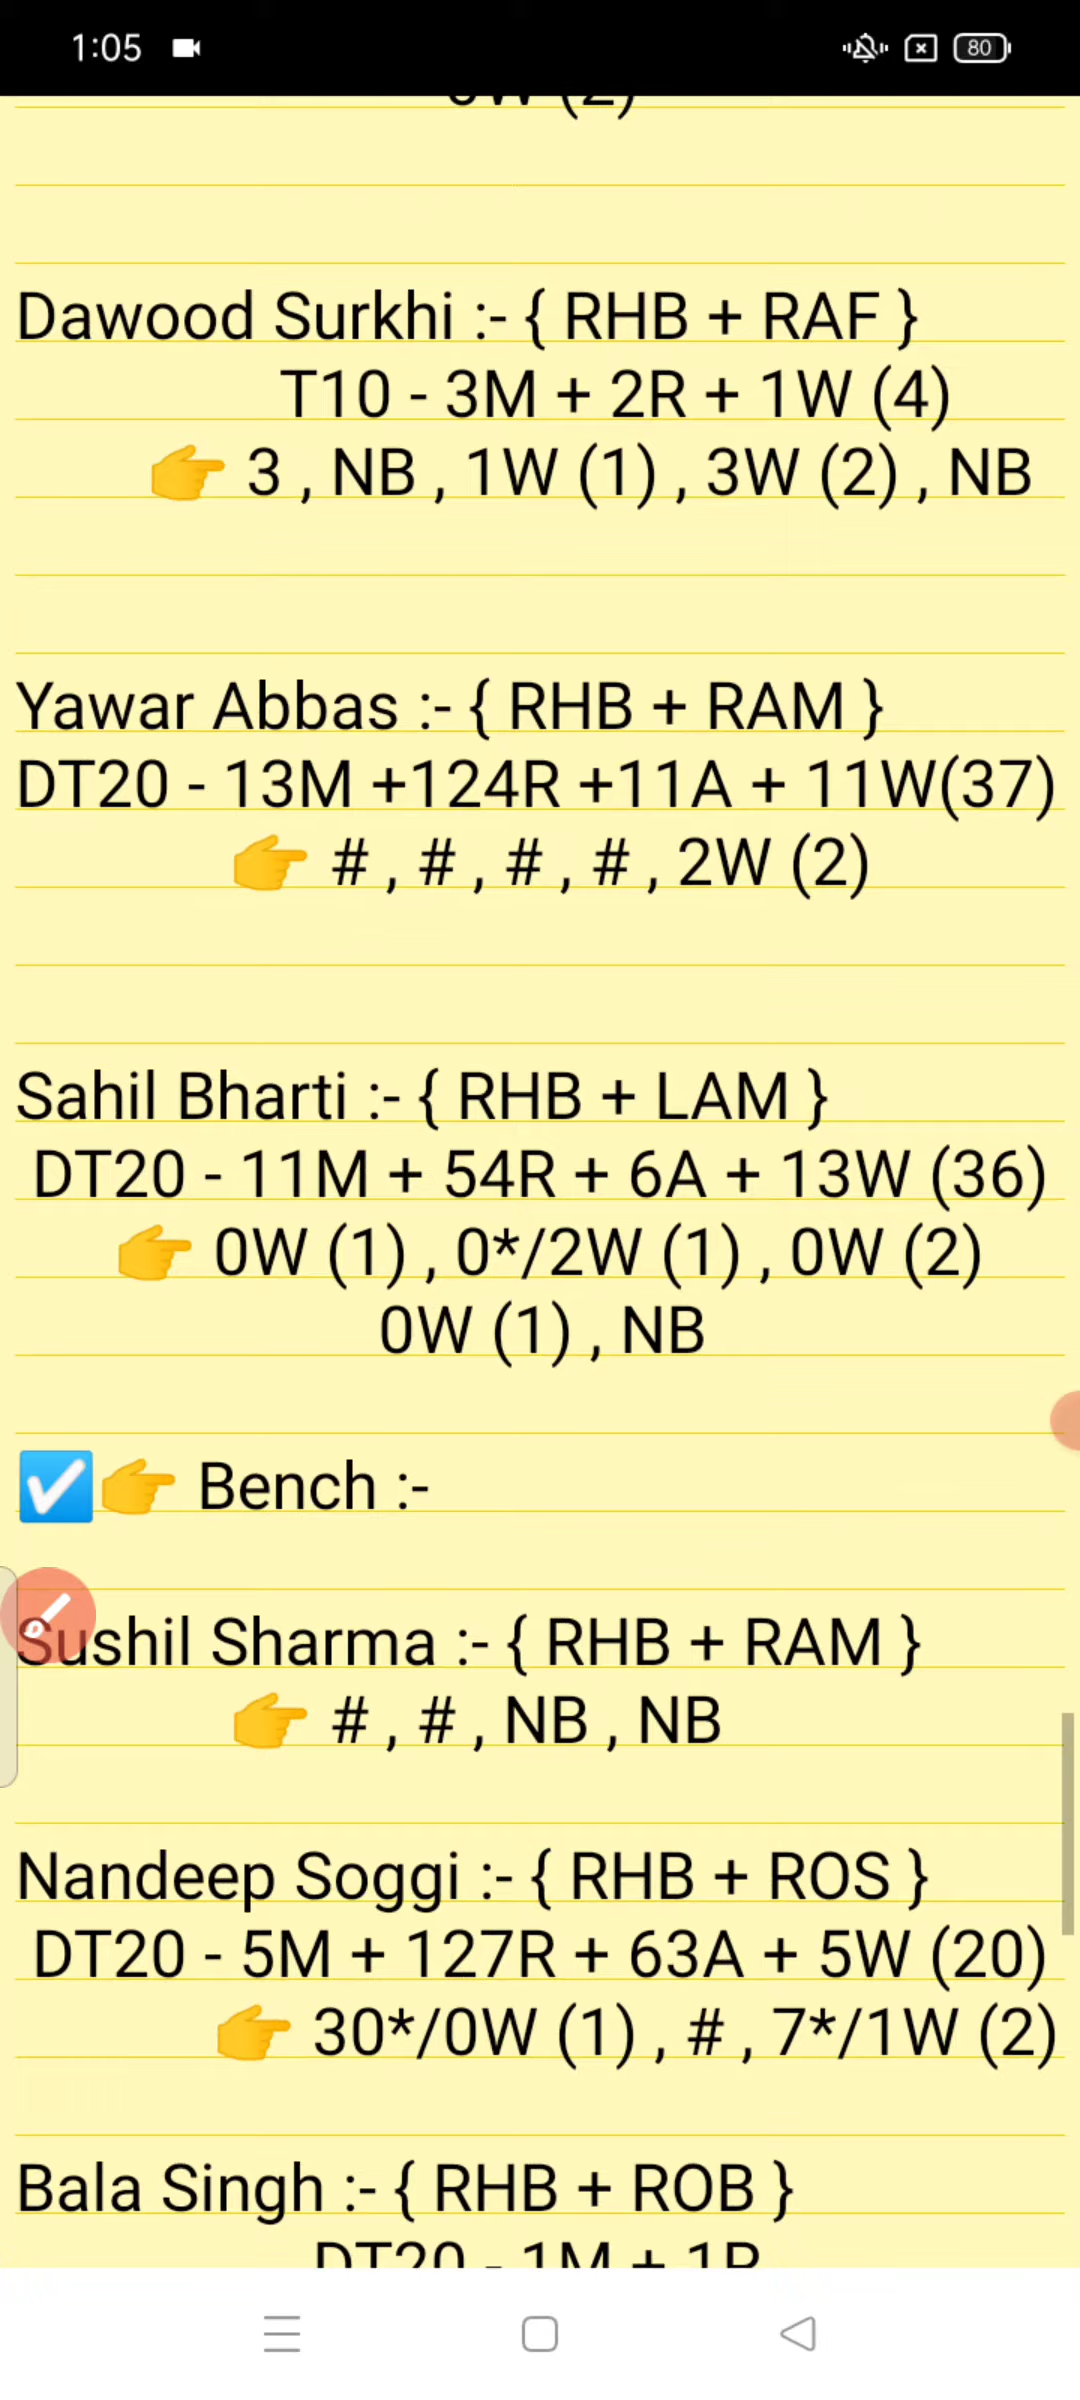 1:05
80
Dawood Surkhi :- { RHB + RAF }
T10 - 3M + 2R + 1W (4)
👉 3 , NB , 1W (1) , 3W (2) , NB
Yawar Abbas :- { RHB + RAM }
DT20 - 13M +124R +11A + 11W(37)
👉 # , # , # , # , 2W (2)
Sahil Bharti :- { RHB + LAM }
DT20 - 11M + 54R + 6A + 13W (36)
👉 0W (1) , 0*/2W (1) , 0W (2)
0W (1) , NB
☑👉 Bench :-
Sushil Sharma :- { RHB + RAM }
👉 # , # , NB , NB
Nandeep Soggi :- { RHB + ROS }
DT20 - 5M + 127R + 63A + 5W (20)
👉 30*/0W (1) , # , 7*/1W (2)
Bala Singh :- { RHB + ROB }
DT20 - 1M + 1R